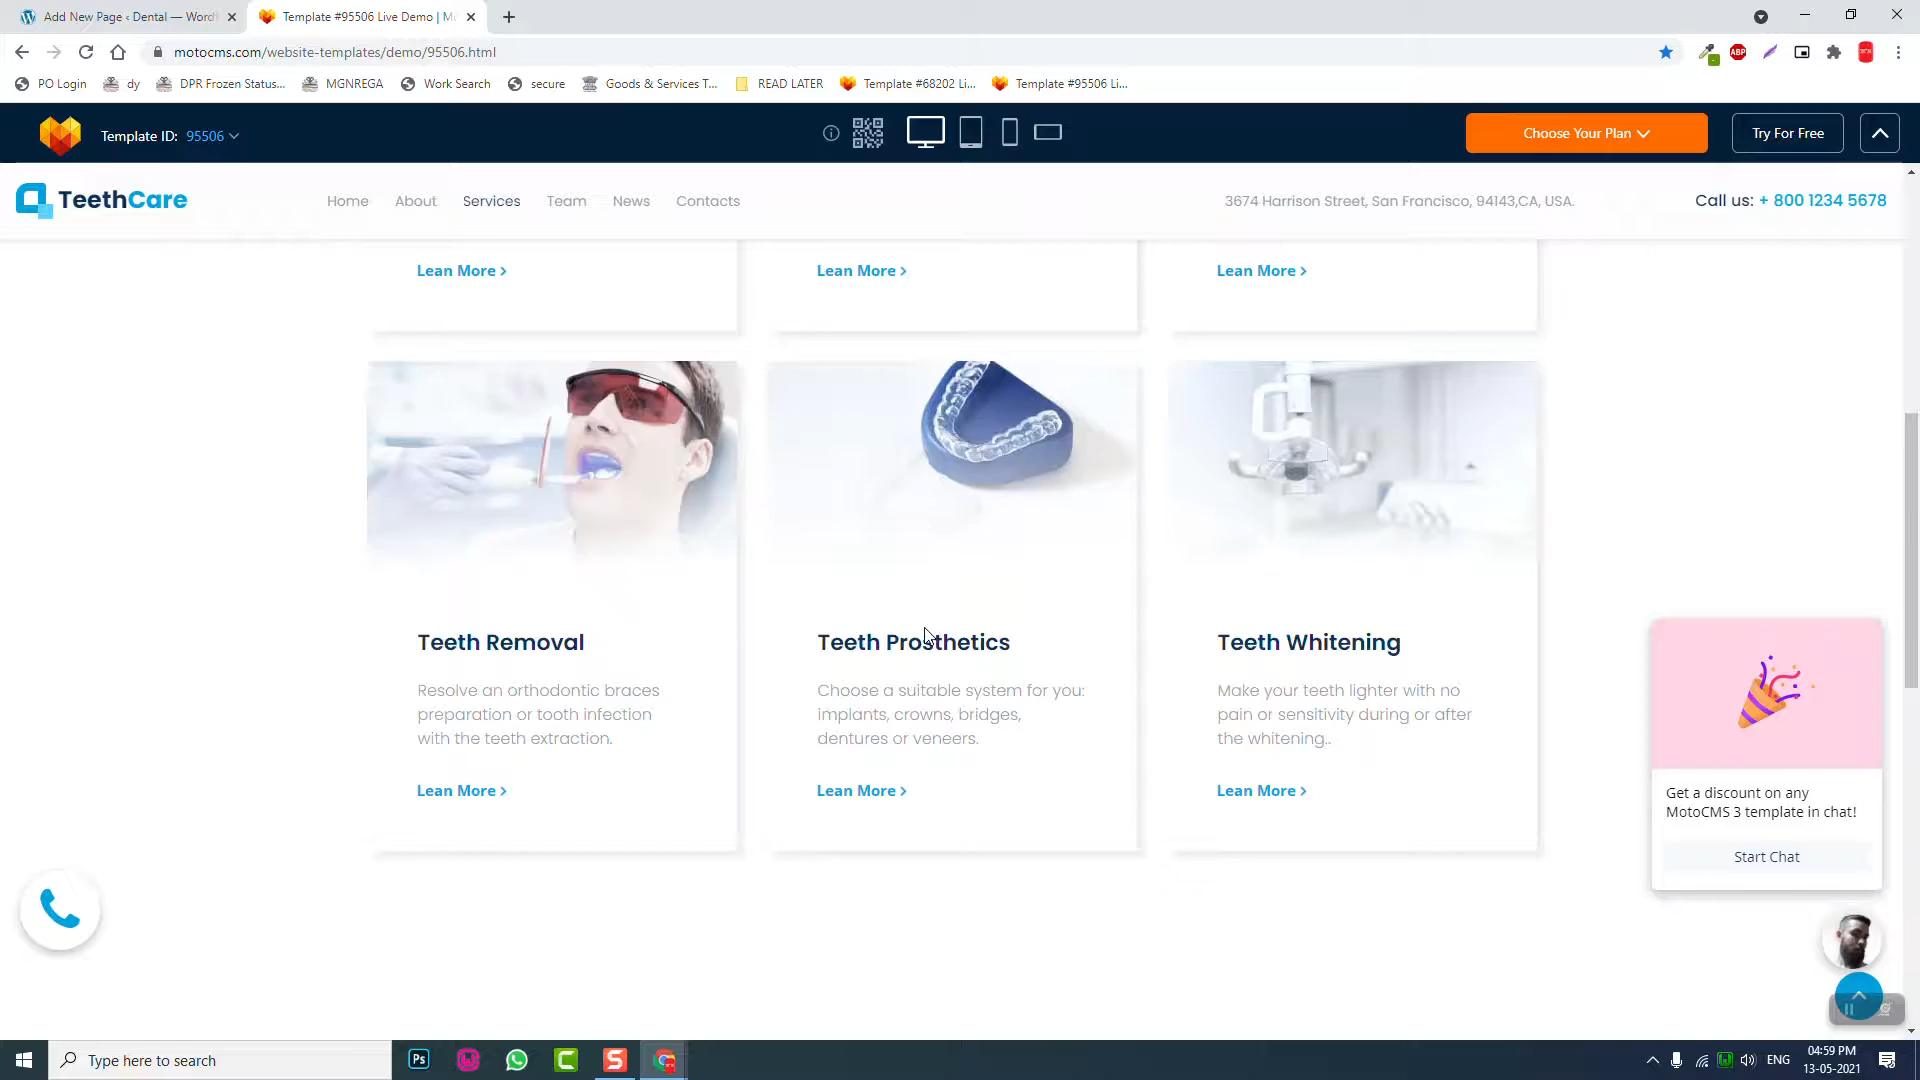 Add New Page ‹ Dental — Word
Template #95506 Live Demo | M
motocms.com/website-templates/demo/95506.html
PO Login
dy
DPR Frozen Status...
MGNREGA
Work Search
secure
Goods & Services T...
READ LATER
Template #68202 Li...
Template #95506 Li...
ABP
Template ID: 95506
Choose Your Plan
Try For Free
TeethCare
Home
About
Services
Team
News
Contacts
3674 Harrison Street, San Francisco, 94143,CA, USA.
Call us: + 800 1234 5678
Lean More >
Lean More >
Lean More >
Teeth Removal
Resolve an orthodontic braces
preparation or tooth infection
with the teeth extraction.
Lean More >
Teeth Prosthetics
Choose a suitable system for you:
implants, crowns, bridges,
dentures or veneers.
Lean More >
Teeth Whitening
Make your teeth lighter with no
pain or sensitivity during or after
the whitening..
Lean More >
Get a discount on any
MotoCMS 3 template in chat!
Start Chat
Type here to search
Ps
ENG
04:59 PM
13-05-2021